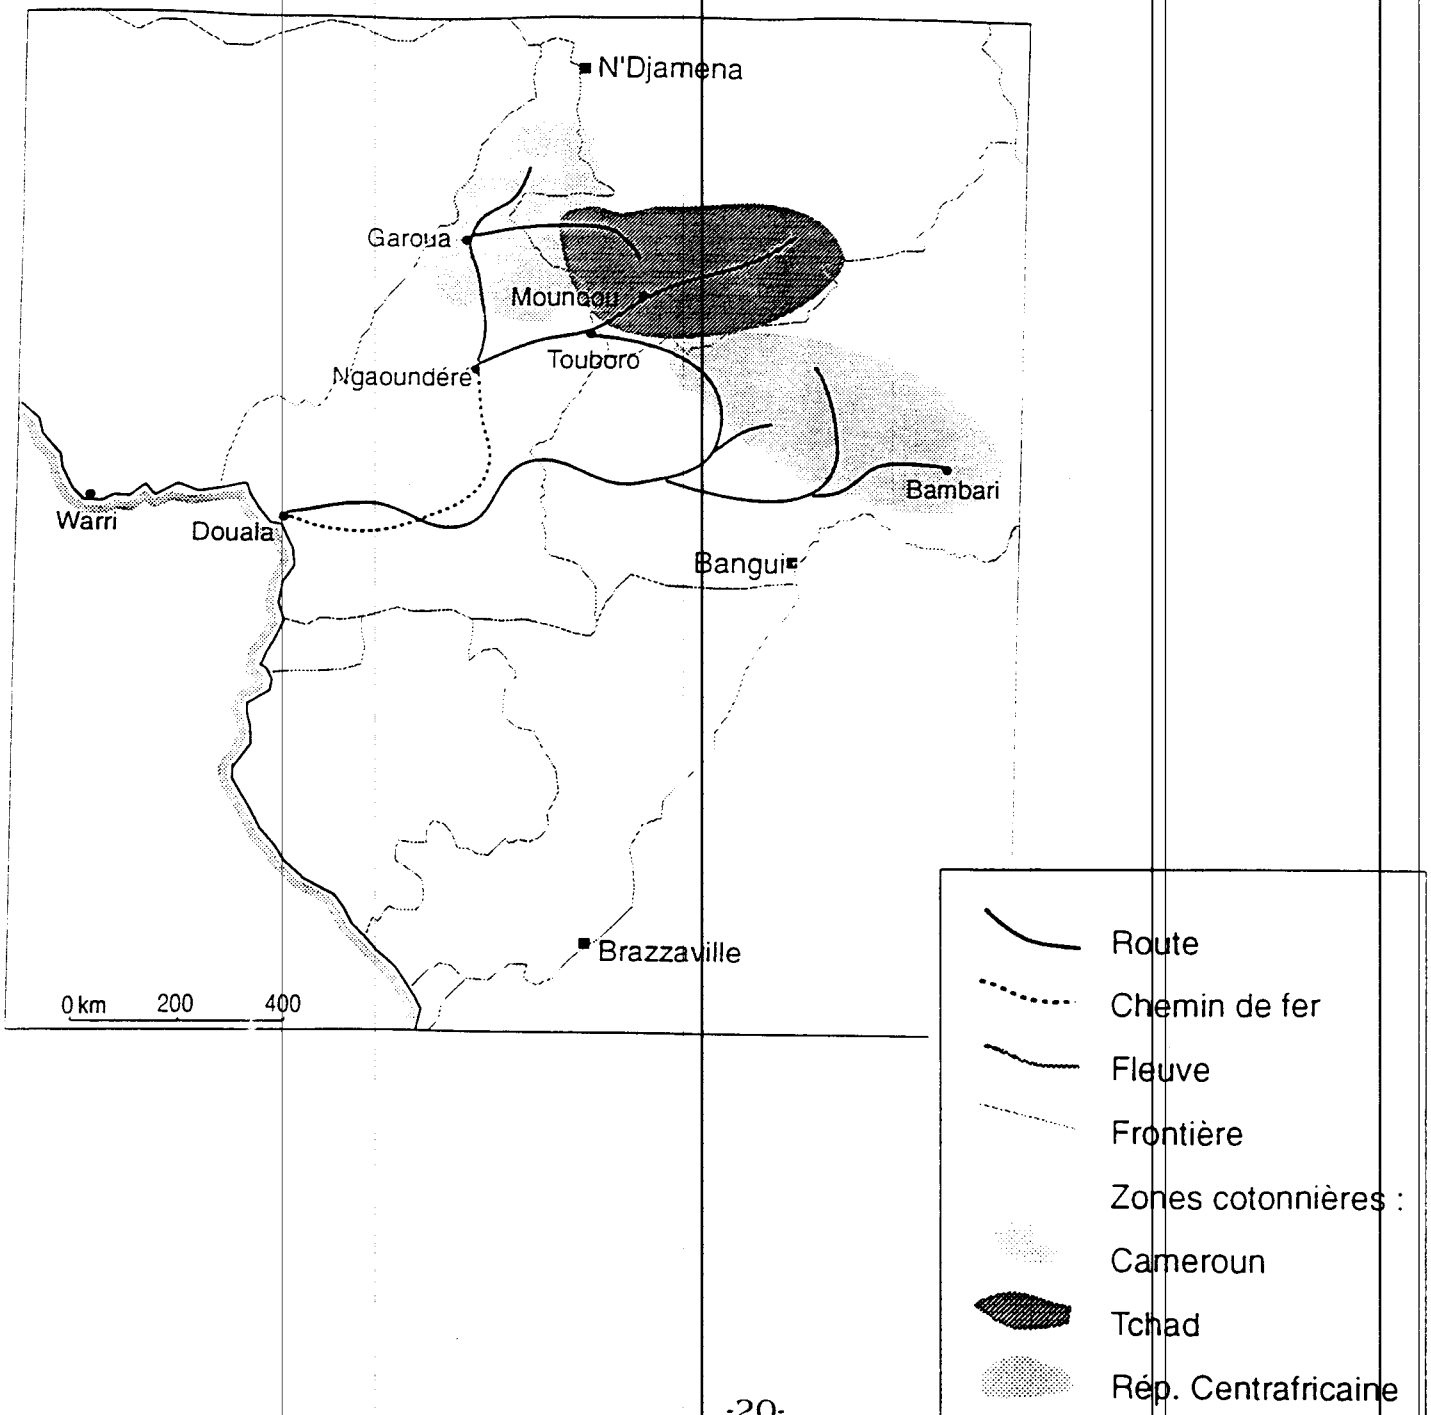 N'Djamena
Garoua
Moundou
Touboro
Ngaoundéré
Warri
Douala
Bambari
Bangui
Brazzaville
0 km 200 400
Route
Chemin de fer
Fleuve
Frontière
Zones cotonnières :
Cameroun
Tchad
Rép. Centrafricaine
-20-